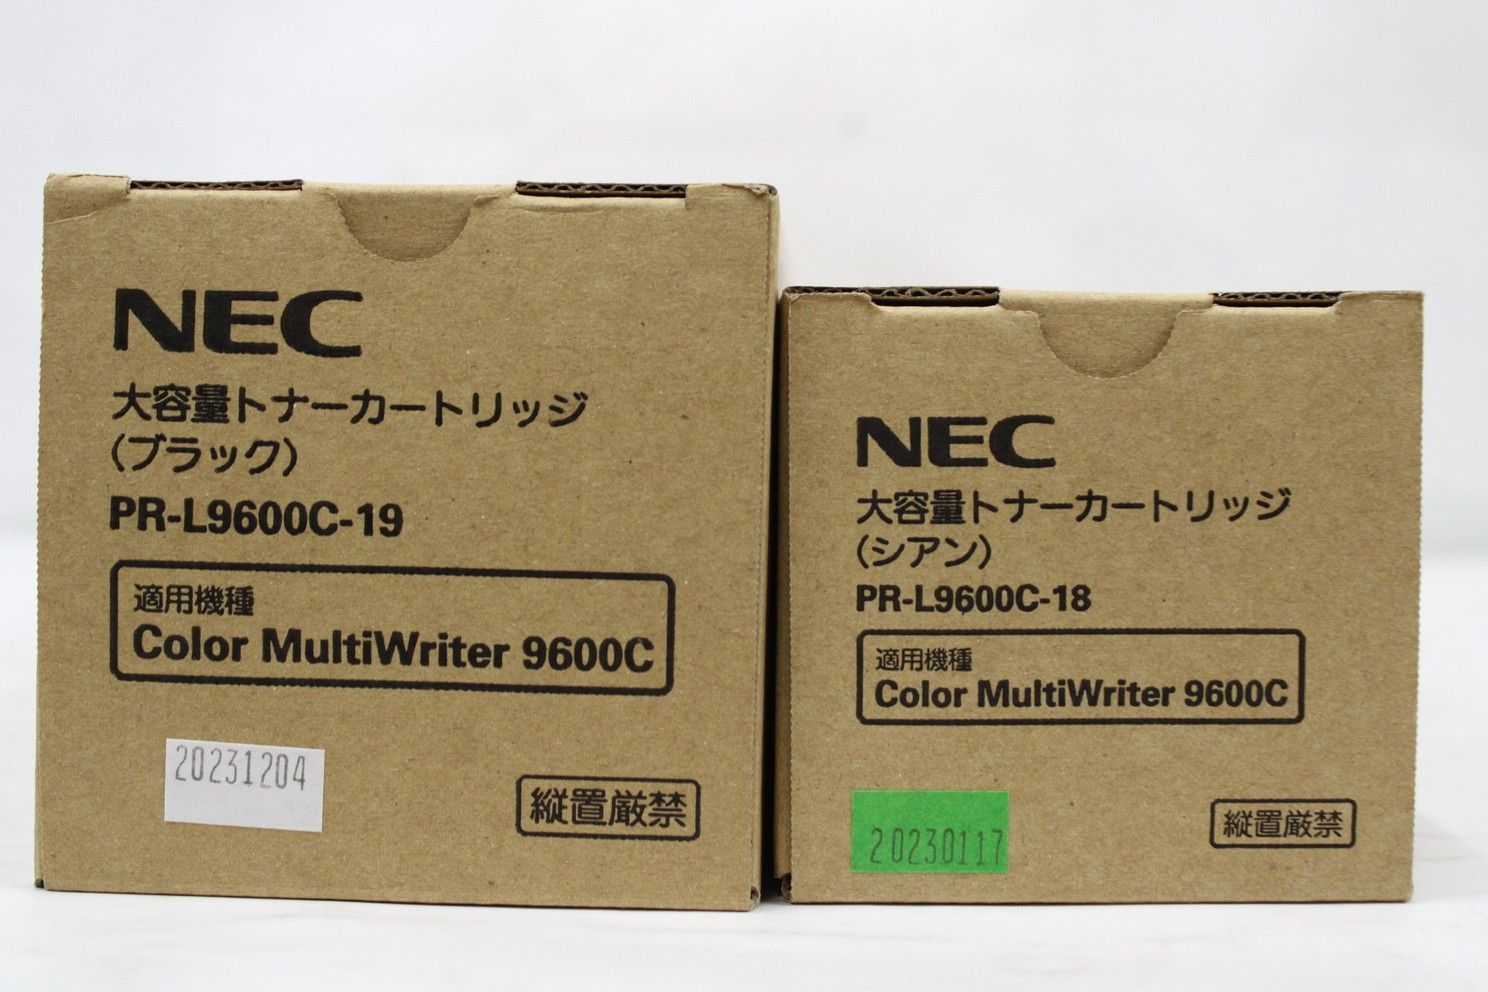 NEC
大容量トナーカートリッジ
(ブラック)
PR-L9600C-19
適用機種
Color MultiWriter 9600C
20231204
縦置厳禁
NEC
大容量トナーカートリッジ
(シアン)
PR-L9600C-18
適用機種
Color MultiWriter 9600C
20230117
縦置厳禁